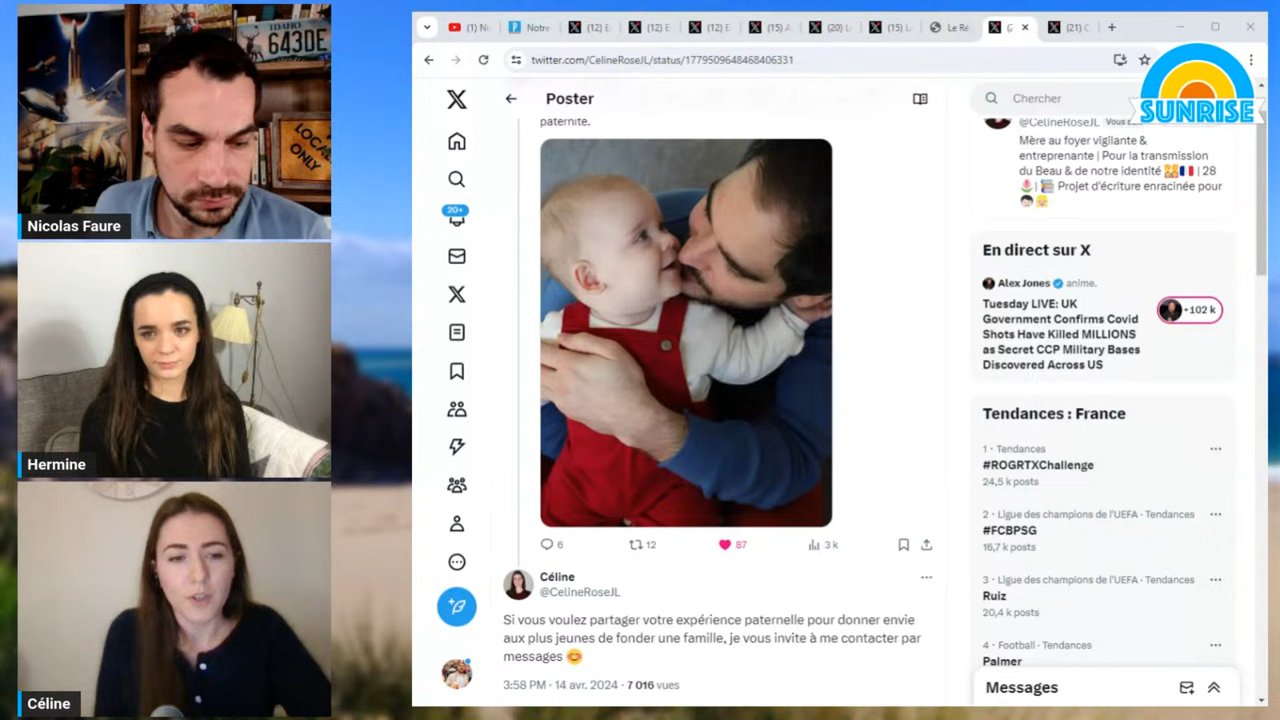 IDAHO
643OE
LOCALS
ONLY
Nicolas Faure
Hermine
Céline
twitter.com/CelineRoseJL/status/1779509648468406331
SUNRISE
Poster
paternité.
6
12
87
3 k
Céline
@CelineRoseJL
Si vous voulez partager votre expérience paternelle pour donner envie
aux plus jeunes de fonder une famille, je vous invite à me contacter par
messages
3:58 PM · 14 avr. 2024 · 7 016 vues
20+
Chercher
@CelineRoseJL
Mère au foyer vigilante &
entreprenante | Pour la transmission
du Beau & de notre identité | 28
| Projet d'écriture enracinée pour
En direct sur X
Alex Jones anime.
Tuesday LIVE: UK
Government Confirms Covid
Shots Have Killed MILLIONS
as Secret CCP Military Bases
Discovered Across US
+102 k
Tendances : France
1 · Tendances
#ROGRTXChallenge
24,5 k posts
2 · Ligue des champions de l'UEFA · Tendances
#FCBPSG
16,7 k posts
3 · Ligue des champions de l'UEFA · Tendances
Ruiz
20,4 k posts
4 · Football · Tendances
Palmer
Messages